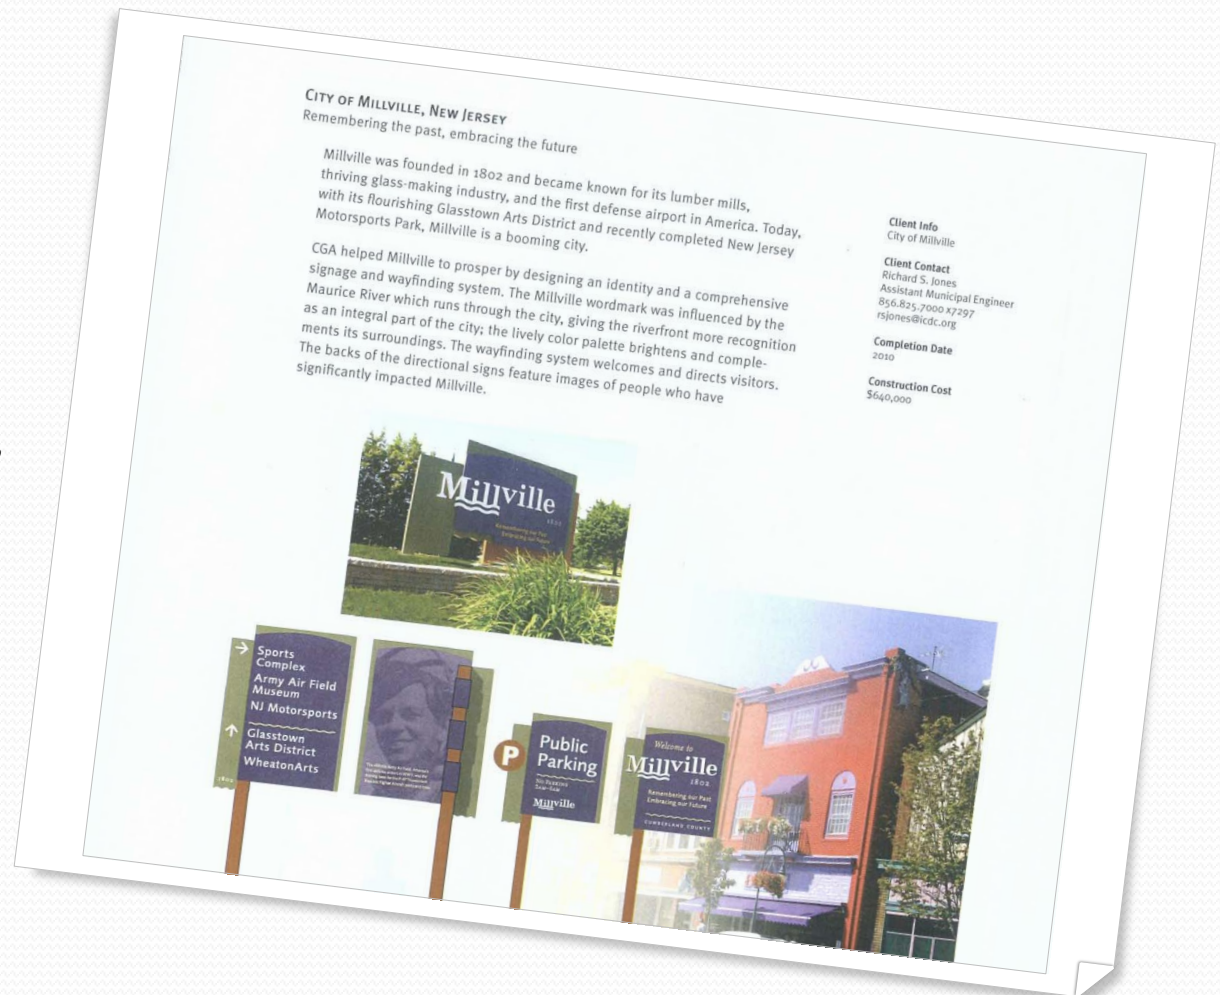 CITY OF MILLVILLE, NEW JERSEY
Remembering the past, embracing the future
Millville was founded in 1802 and became known for its lumber mills,
thriving glass-making industry, and the first defense airport in America. Today,
with its flourishing Glasstown Arts District and recently completed New Jersey
Motorsports Park, Millville is a booming city.
CGA helped Millville to prosper by designing an identity and a comprehensive
signage and wayfinding system. The Millville wordmark was influenced by the
Maurice River which runs through the city, giving the riverfront more recognition
as an integral part of the city; the lively color palette brightens and comple-
ments its surroundings. The wayfinding system welcomes and directs visitors.
The backs of the directional signs feature images of people who have
significantly impacted Millville.
Client Info
City of Millville
Client Contact
Richard S. Jones
Assistant Municipal Engineer
856.825.7000 x7297
rsjones@icdc.org
Completion Date
2010
Construction Cost
$640,000
Millville
1802
Remembering our Past
Embracing our Future
Sports
Complex
Army Air Field
Museum
NJ Motorsports
Glasstown
Arts District
WheatonArts
1802
P
Public
Parking
Millville
Welcome to
Millville
1802
Remembering our Past
Embracing our Future
CUMBERLAND COUNTY